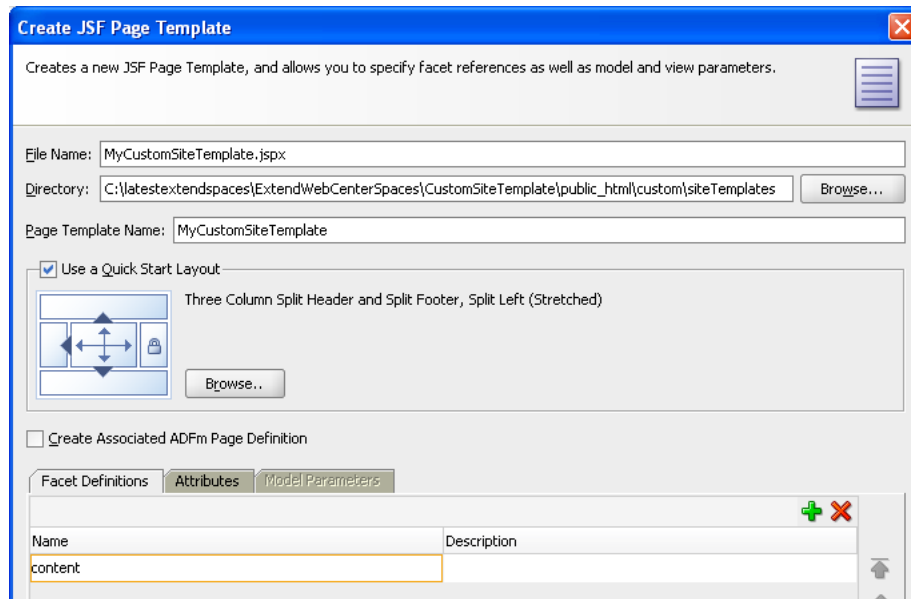 Create JSF Page Template
Creates a new JSF Page Template, and allows you to specify facet references as well as model and view parameters.
File Name: MyCustomSiteTemplate.jspx
Directory: C:\latestextendspaces\ExtendWebCenterSpaces\CustomSiteTemplate\public_html\custom\siteTemplates Browse...
Page Template Name: MyCustomSiteTemplate
Use a Quick Start Layout
Three Column Split Header and Split Footer, Split Left (Stretched)
Browse..
Create Associated ADFm Page Definition
Facet Definitions Attributes Model Parameters
Name Description
content